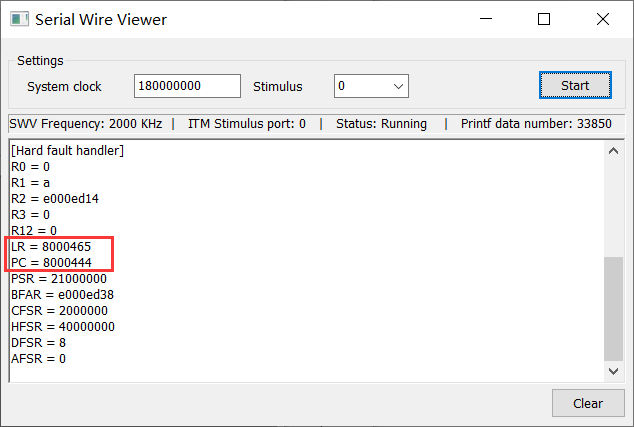 Serial Wire Viewer
Settings
System clock 180000000 Stimulus 0 Start
SWV Frequency: 2000 KHz | ITM Stimulus port: 0 | Status: Running | Printf data number: 33850
[Hard fault handler]
R0 = 0
R1 = a
R2 = e000ed14
R3 = 0
R12 = 0
LR = 8000465
PC = 8000444
PSR = 21000000
BFAR = e000ed38
CFSR = 2000000
HFSR = 40000000
DFSR = 8
AFSR = 0
Clear